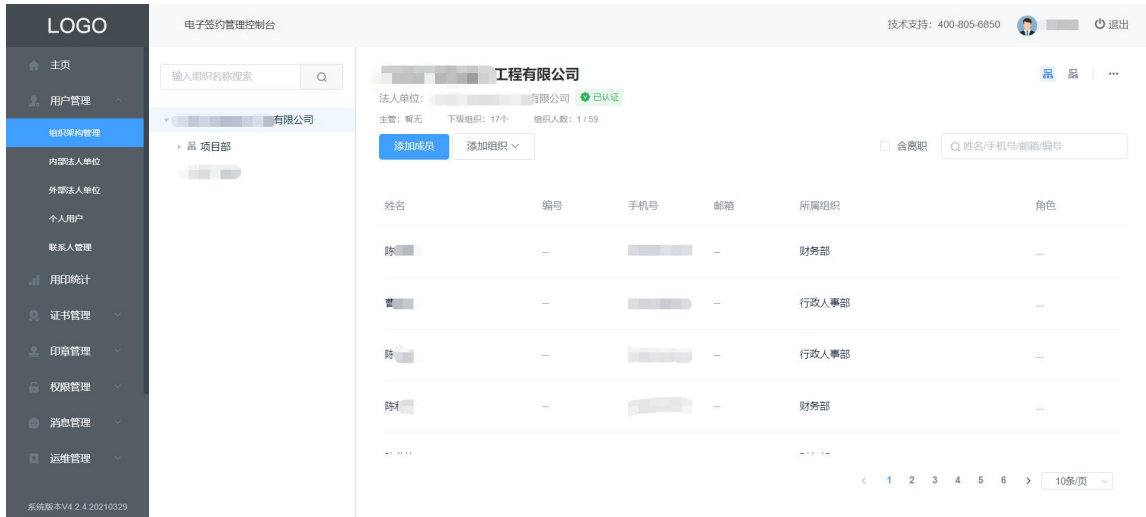 LOGO
电子签约管理控制台
技术支持：400-805-6850
退出
主页
用户管理
组织架构管理
内部法人单位
外部法人单位
个人用户
联系人管理
用印统计
证书管理
印章管理
权限管理
消息管理
运维管理
系统版本V4.2.4.20210329
输入组织名称搜索
有限公司
项目部
工程有限公司
法人单位： 有限公司 已认证
主管：暂无 下级组织：17个 组织人数：1 / 59
添加成员 添加组织
含离职 姓名/手机号/邮箱/编号
姓名 编号 手机号 邮箱 所属组织 角色
陈 -- -- 财务部 ...
曹 -- -- 行政人事部 ...
陈 -- -- 行政人事部 ...
陈 -- -- 财务部 ...
1 2 3 4 5 6 10条/页